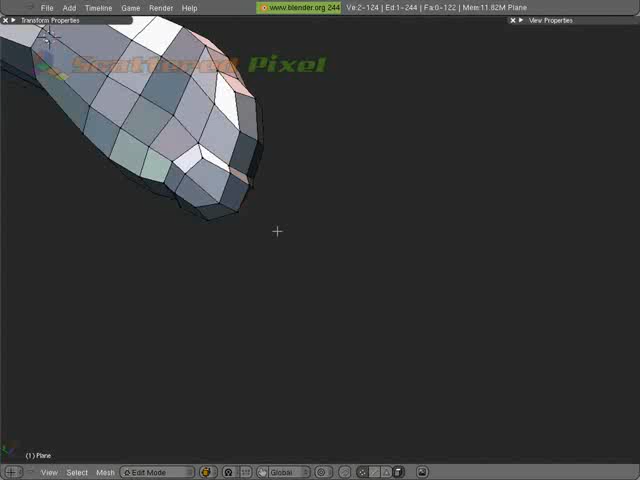 File Add Timeline Game Render Help www.blender.org 244 Ve:2-124 | Ed:1-244 | Fa:0-122 | Mem:11.82M Plane
Transform Properties View Properties
Scattered Pixel
(1) Plane
View Select Mesh Edit Mode Global